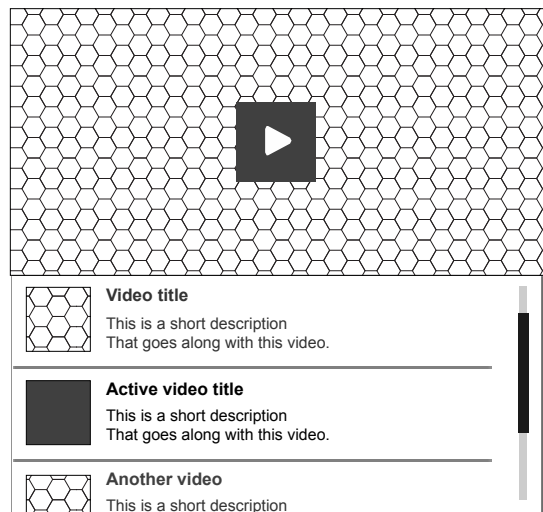 Video title
This is a short description
That goes along with this video.
Active video title
This is a short description
That goes along with this video.
Another video
This is a short description